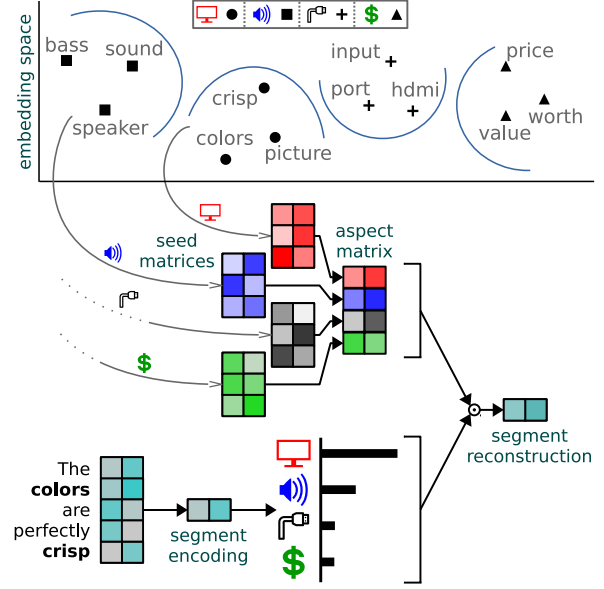 embedding space
bass
sound
speaker
crisp
colors
picture
input
port
hdmi
price
worth
value
$
seed
matrices
aspect
matrix
$
The
colors
are
perfectly
crisp
segment
encoding
$
segment
reconstruction